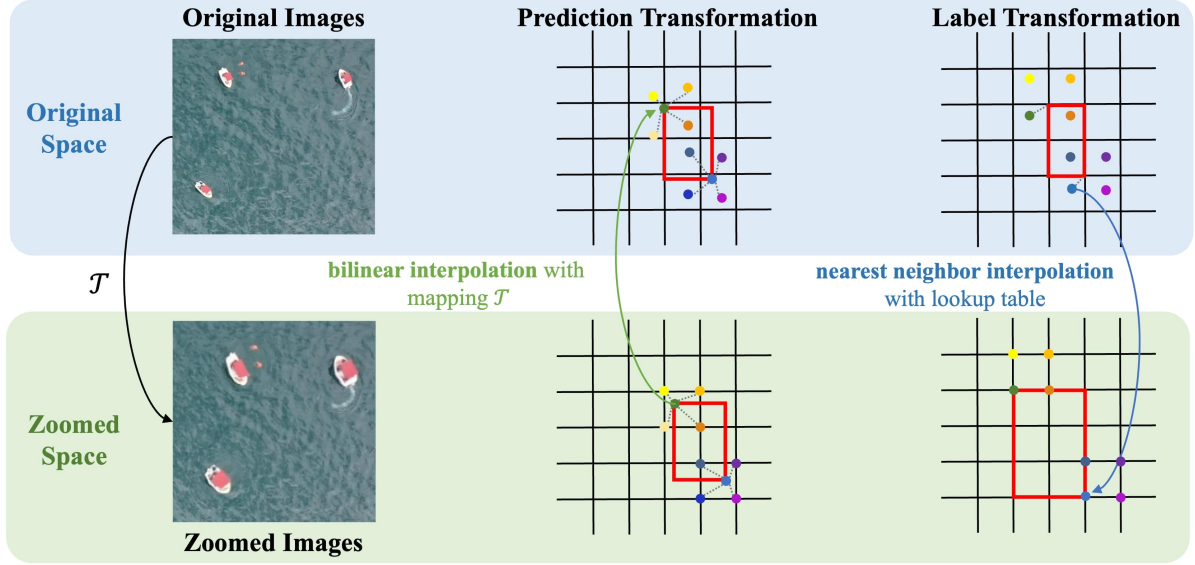 Original Images
Prediction Transformation
Label Transformation
Original
Space
𝒯
bilinear interpolation with
mapping 𝒯
nearest neighbor interpolation
with lookup table
Zoomed
Space
Zoomed Images